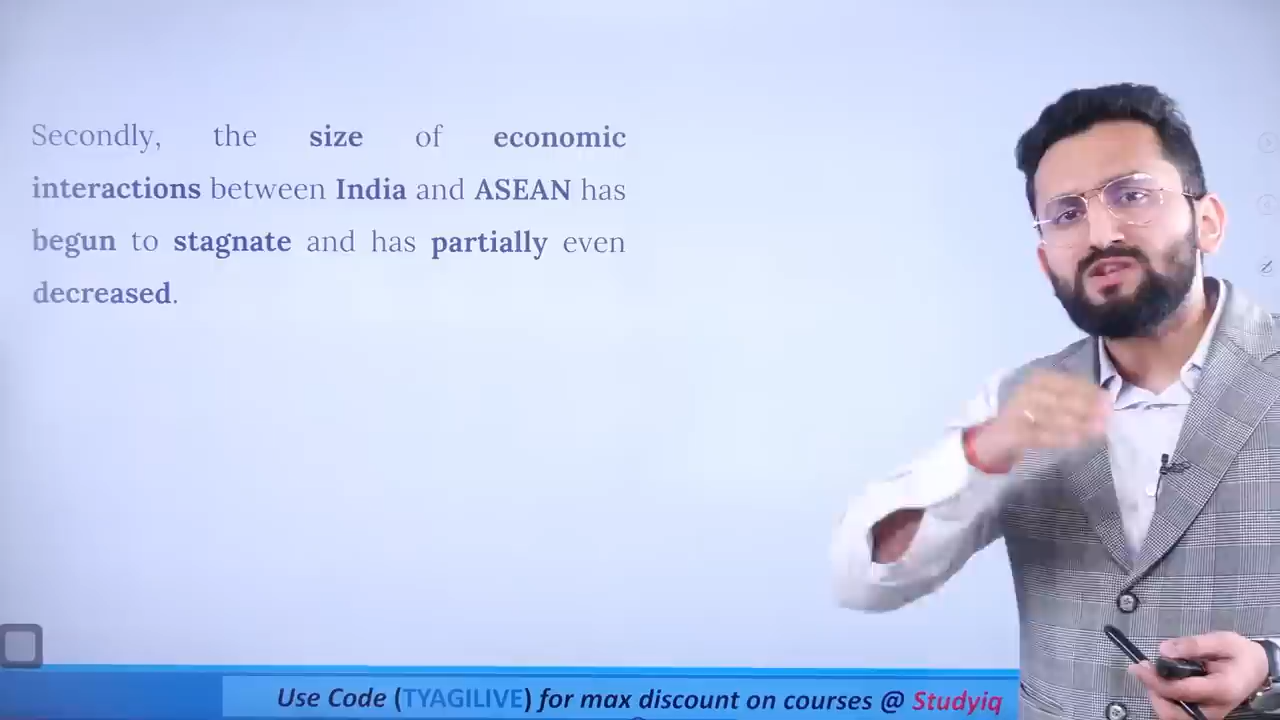 Secondly, the size of economic
interactions between India and ASEAN has
begun to stagnate and has partially even
decreased.
Use Code (TYAGILIVE) for max discount on courses @ Studyiq